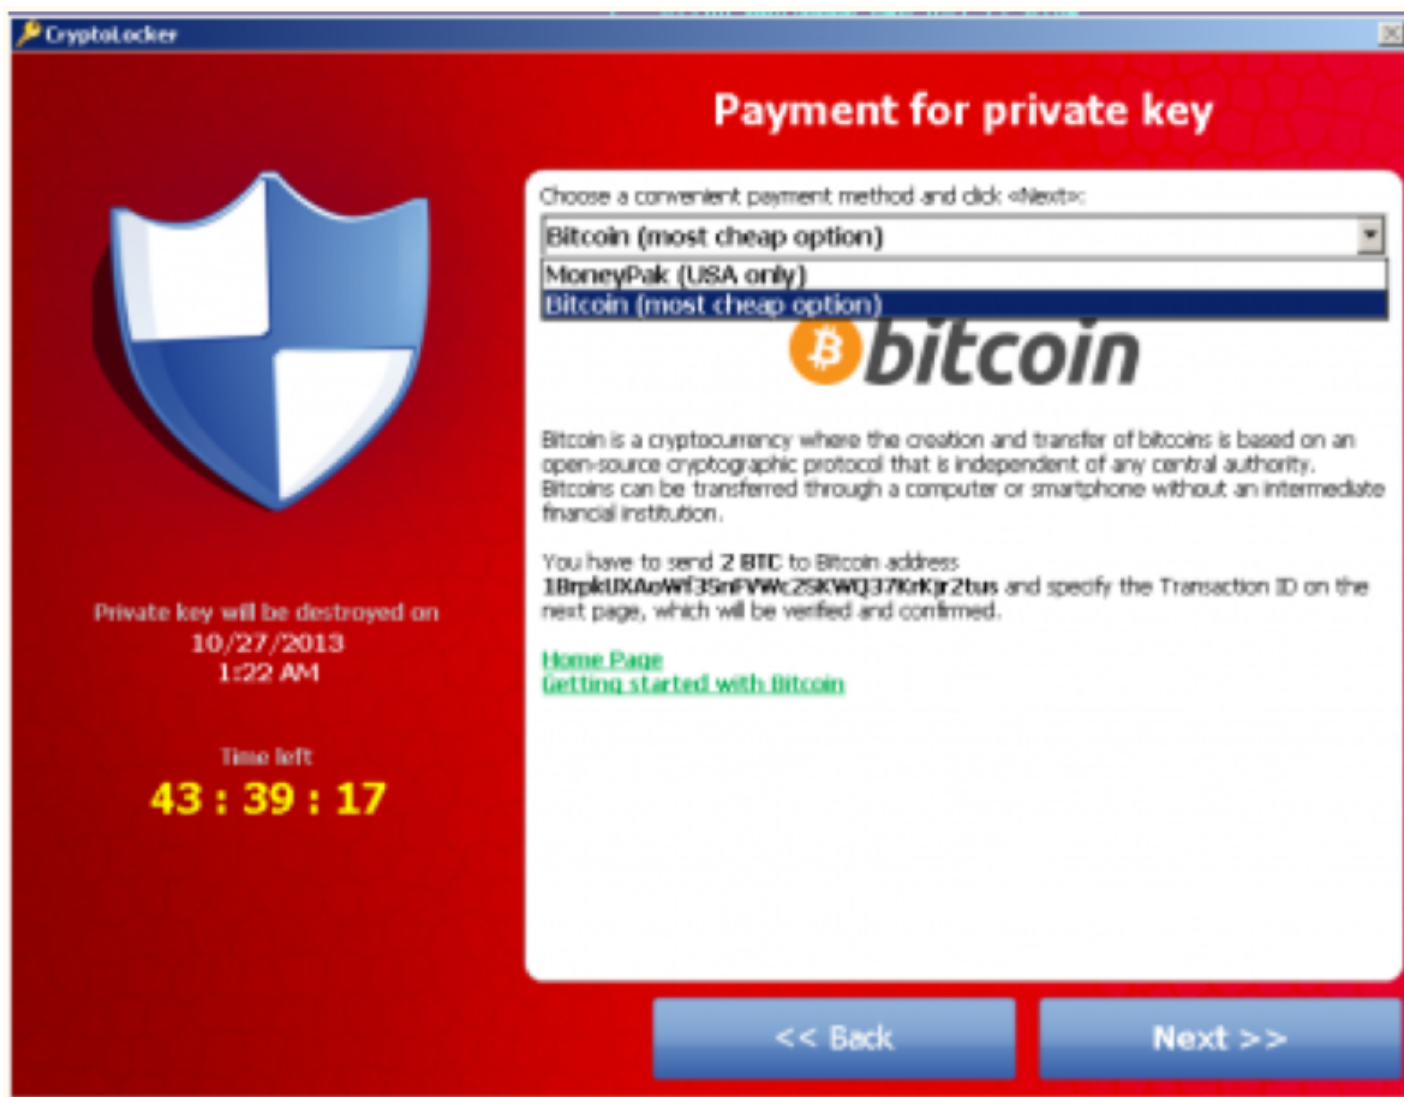 CryptoLocker
Payment for private key
Choose a convenient payment method and click «Next»:
Bitcoin (most cheap option)
MoneyPak (USA only)
Bitcoin (most cheap option)
bitcoin
Bitcoin is a cryptocurrency where the creation and transfer of bitcoins is based on an
open-source cryptographic protocol that is independent of any central authority.
Bitcoins can be transferred through a computer or smartphone without an intermediate
financial institution.
You have to send 2 BTC to Bitcoin address
and specify the Transaction ID on the
next page, which will be verified and confirmed.
Home Page
Getting started with Bitcoin
Private key will be destroyed on
10/27/2013
1:22 AM
Time left
43 : 39 : 17
<< Back
Next >>